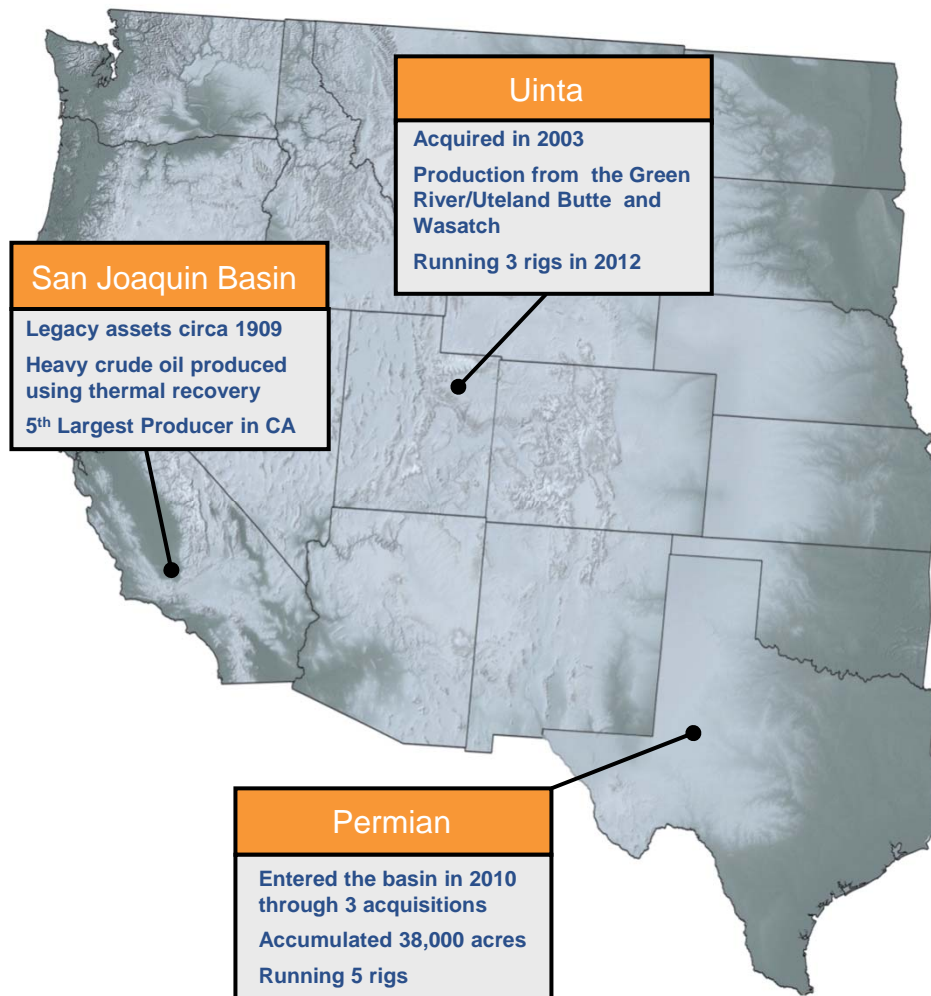 Uinta
Acquired in 2003
Production from the Green
River/Uteland Butte and
Wasatch
Running 3 rigs in 2012
San Joaquin Basin
Legacy assets circa 1909
Heavy crude oil produced
using thermal recovery
5th Largest Producer in CA
Permian
Entered the basin in 2010
through 3 acquisitions
Accumulated 38,000 acres
Running 5 rigs